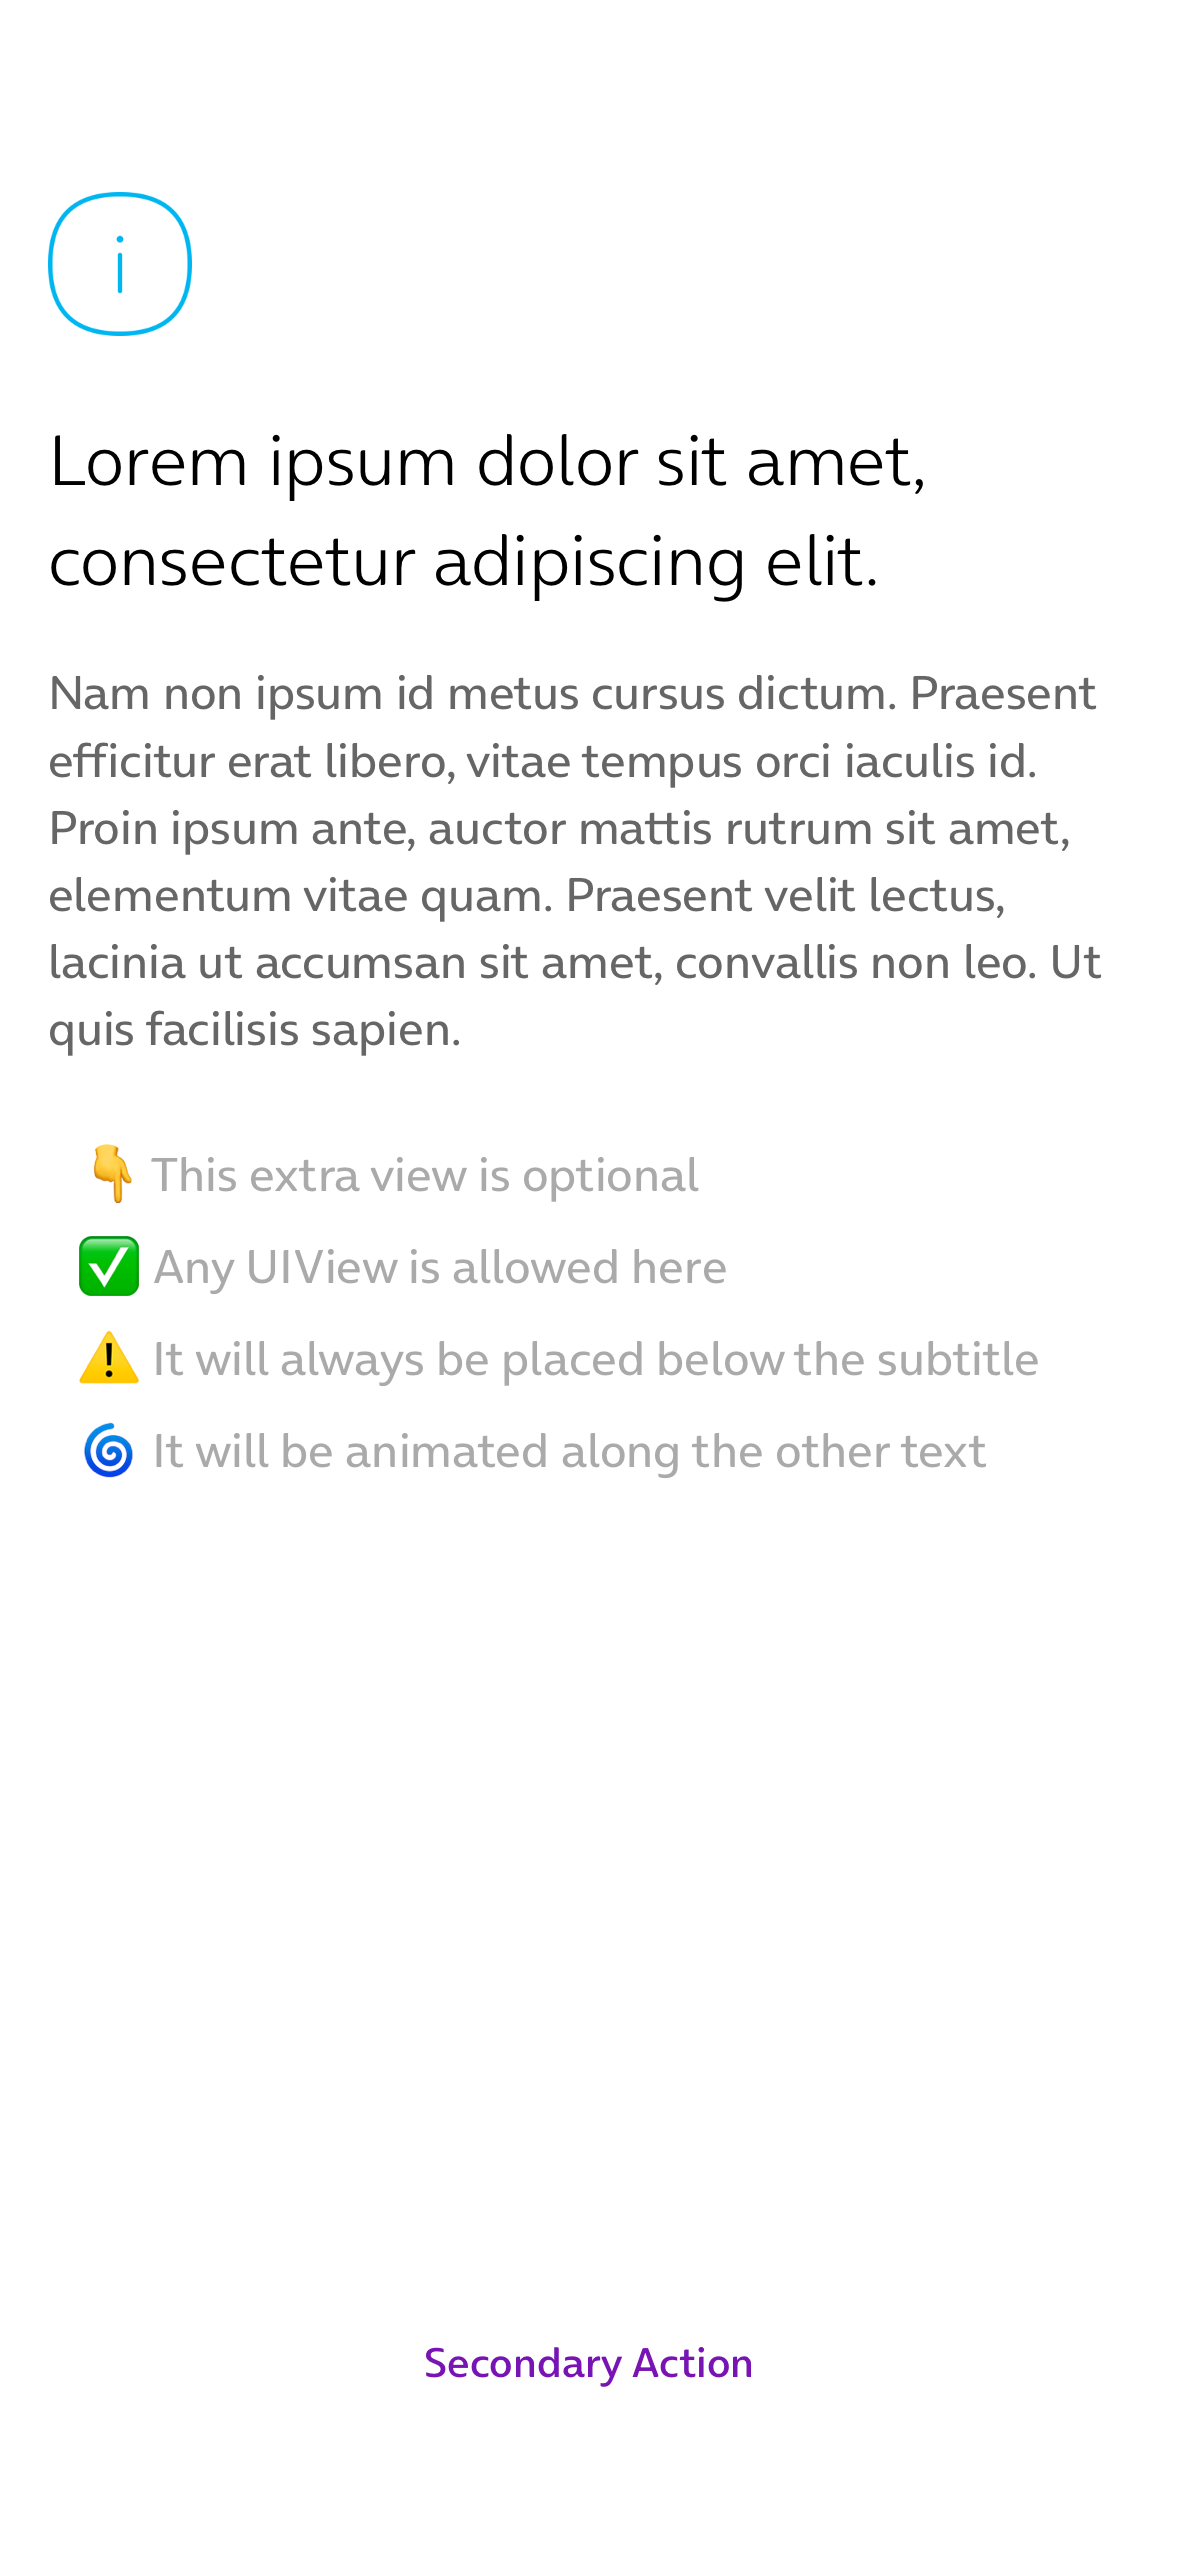 i
Lorem ipsum dolor sit amet,
consectetur adipiscing elit.
Nam non ipsum id metus cursus dictum. Praesent
efficitur erat libero, vitae tempus orci iaculis id.
Proin ipsum ante, auctor mattis rutrum sit amet,
elementum vitae quam. Praesent velit lectus,
lacinia ut accumsan sit amet, convallis non leo. Ut
quis facilisis sapien.
👇 This extra view is optional
✅ Any UIView is allowed here
⚠️ It will always be placed below the subtitle
🌀 It will be animated along the other text
Secondary Action